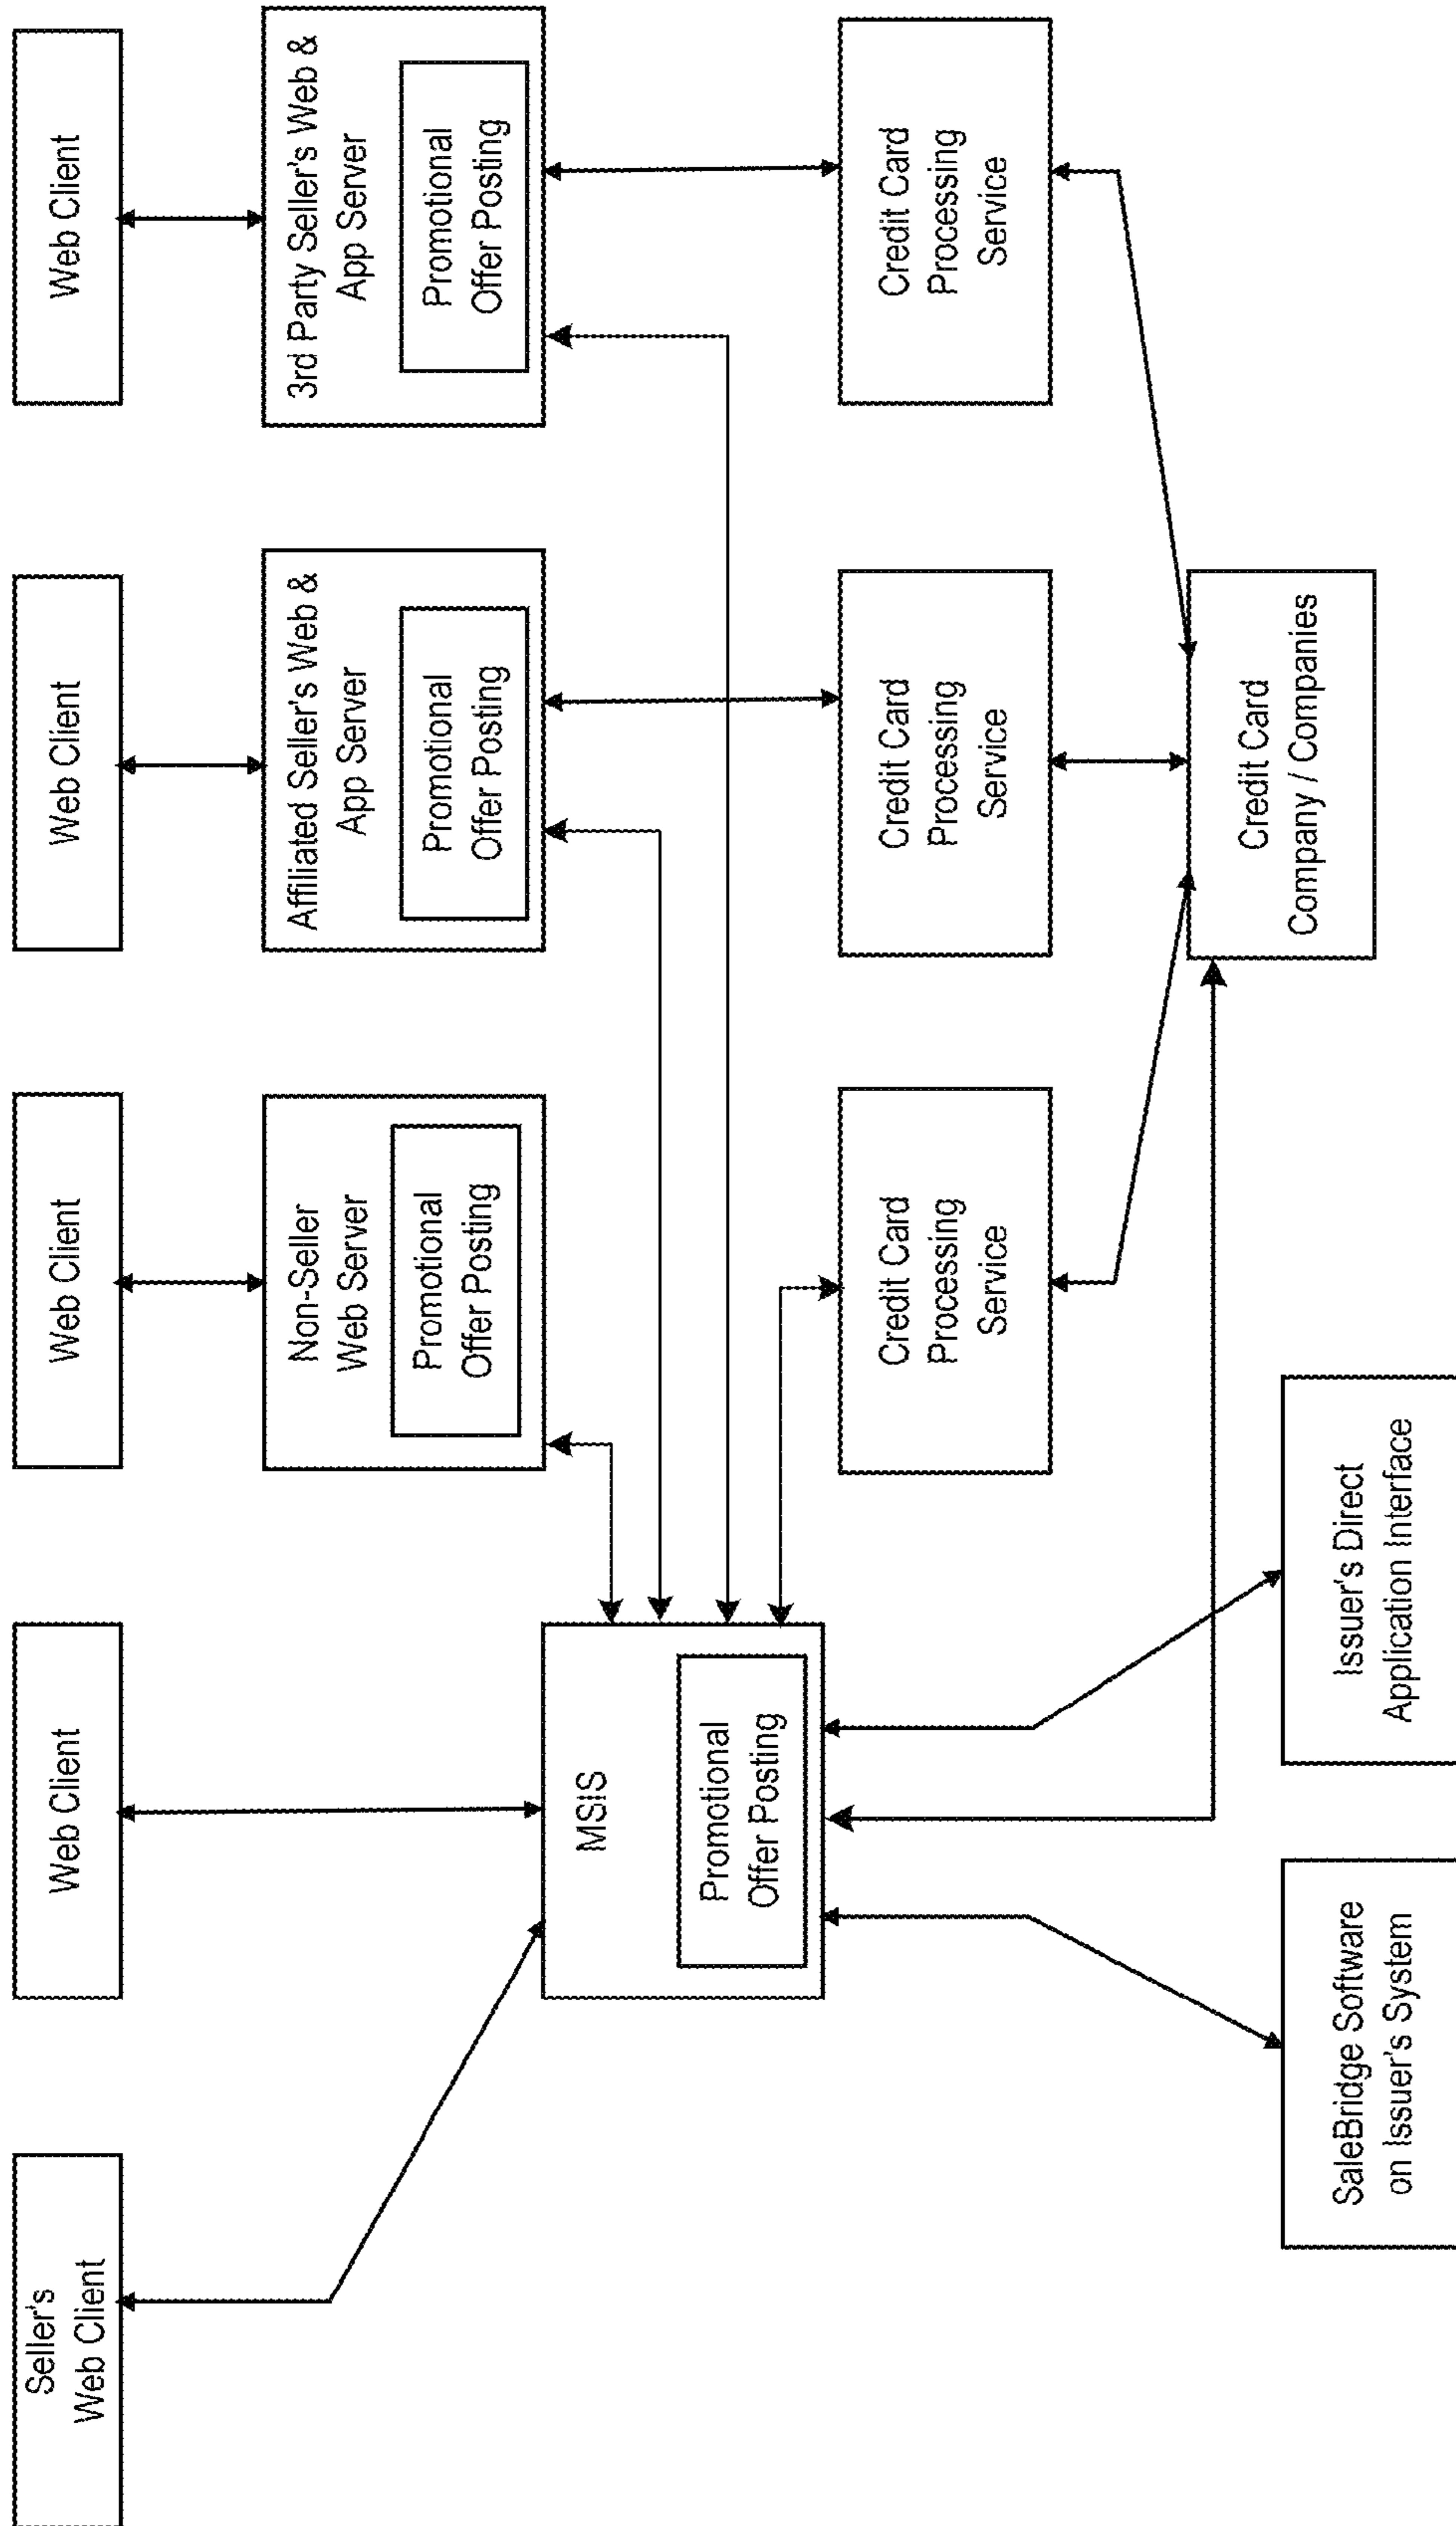 Seller's
Web Client
Web Client
Web Client
Web Client
Web Client
Non-Seller
Web Server
Promotional
Offer Posting
Affiliated Seller's Web &
App Server
Promotional
Offer Posting
3rd Party Seller's Web &
App Server
Promotional
Offer Posting
MSIS
Promotional
Offer Posting
Credit Card
Processing
Service
Credit Card
Processing
Service
Credit Card
Processing
Service
Credit Card
Company / Companies
SaleBridge Software
on Issuer's System
Issuer's Direct
Application Interface